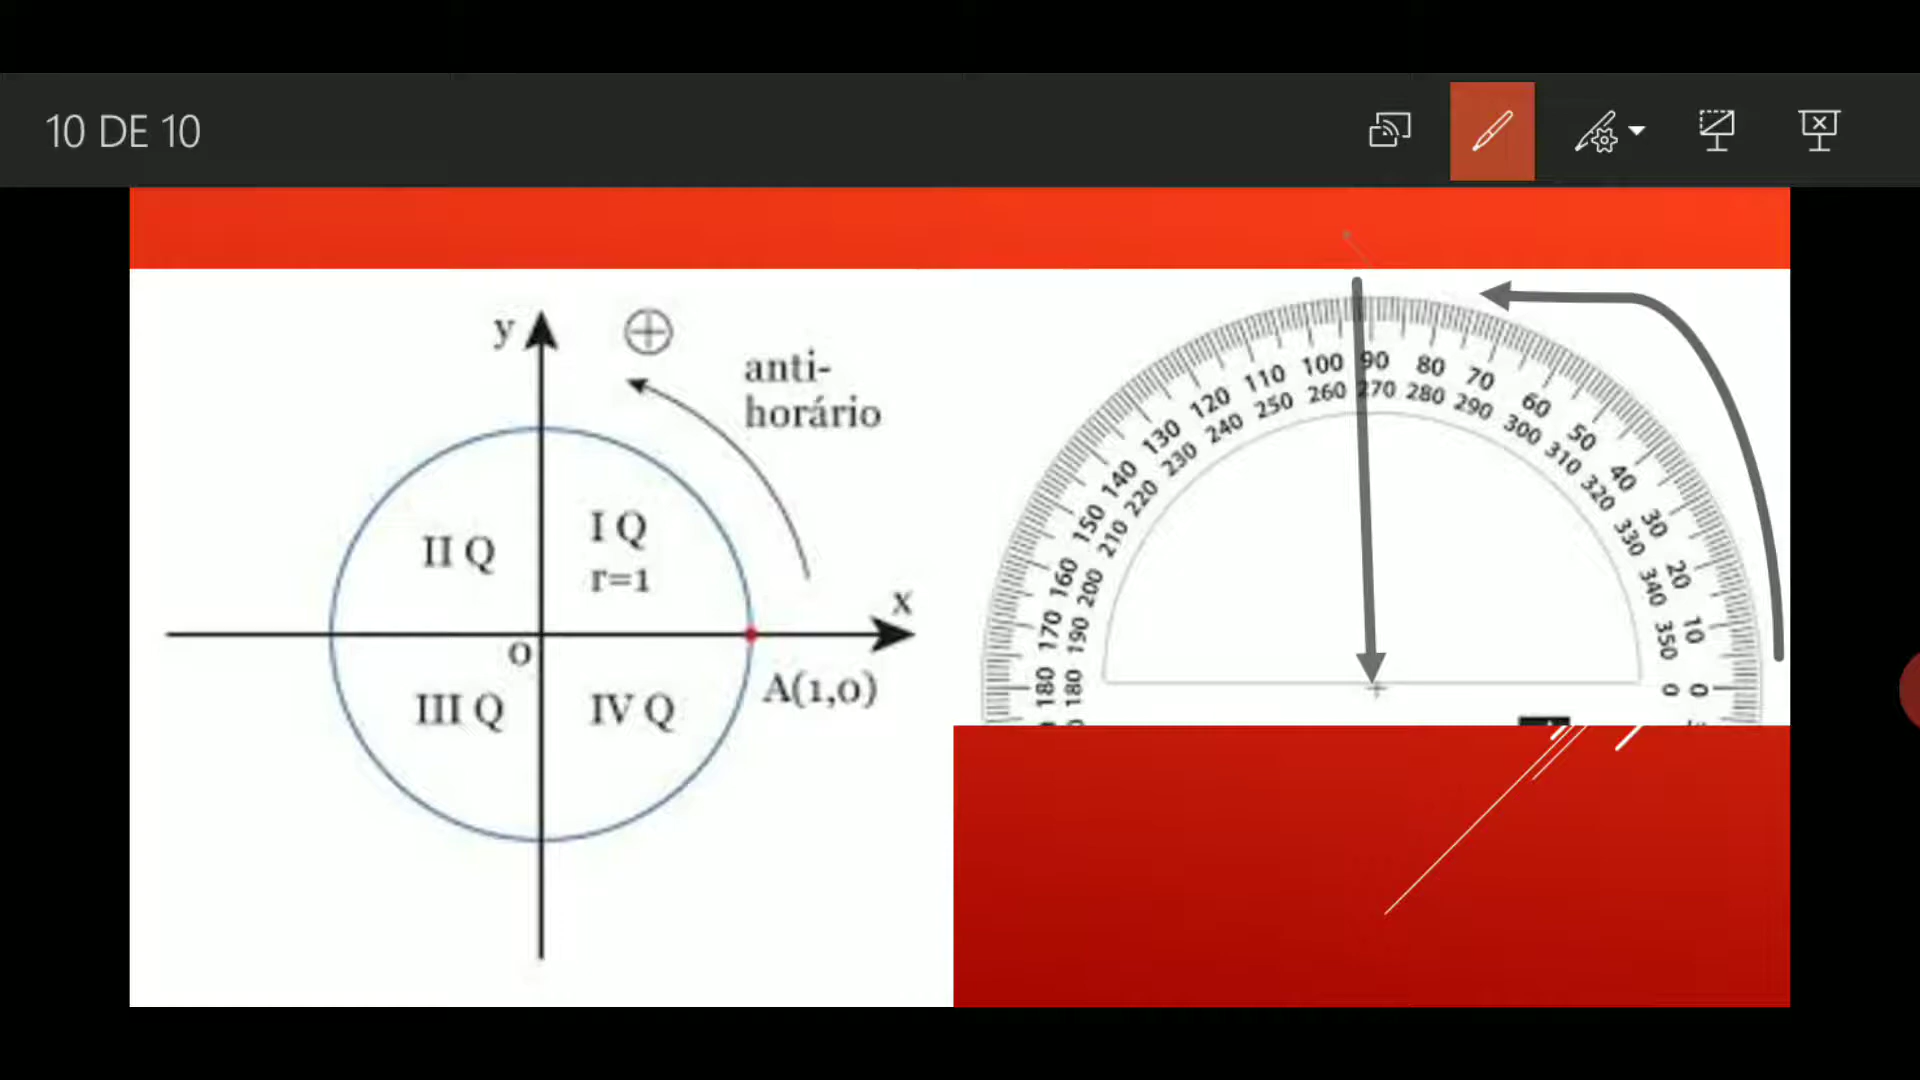 10 DE 10
y
anti-
horário
I Q
r=1
II Q
x
O
A(1,0)
III Q
IV Q
180 170 160 150 140 130 120 110 100 90 80 70 60 50 40 30 20 10 0
180 190 200 210 220 230 240 250 260 270 280 290 300 310 320 330 340 350 0